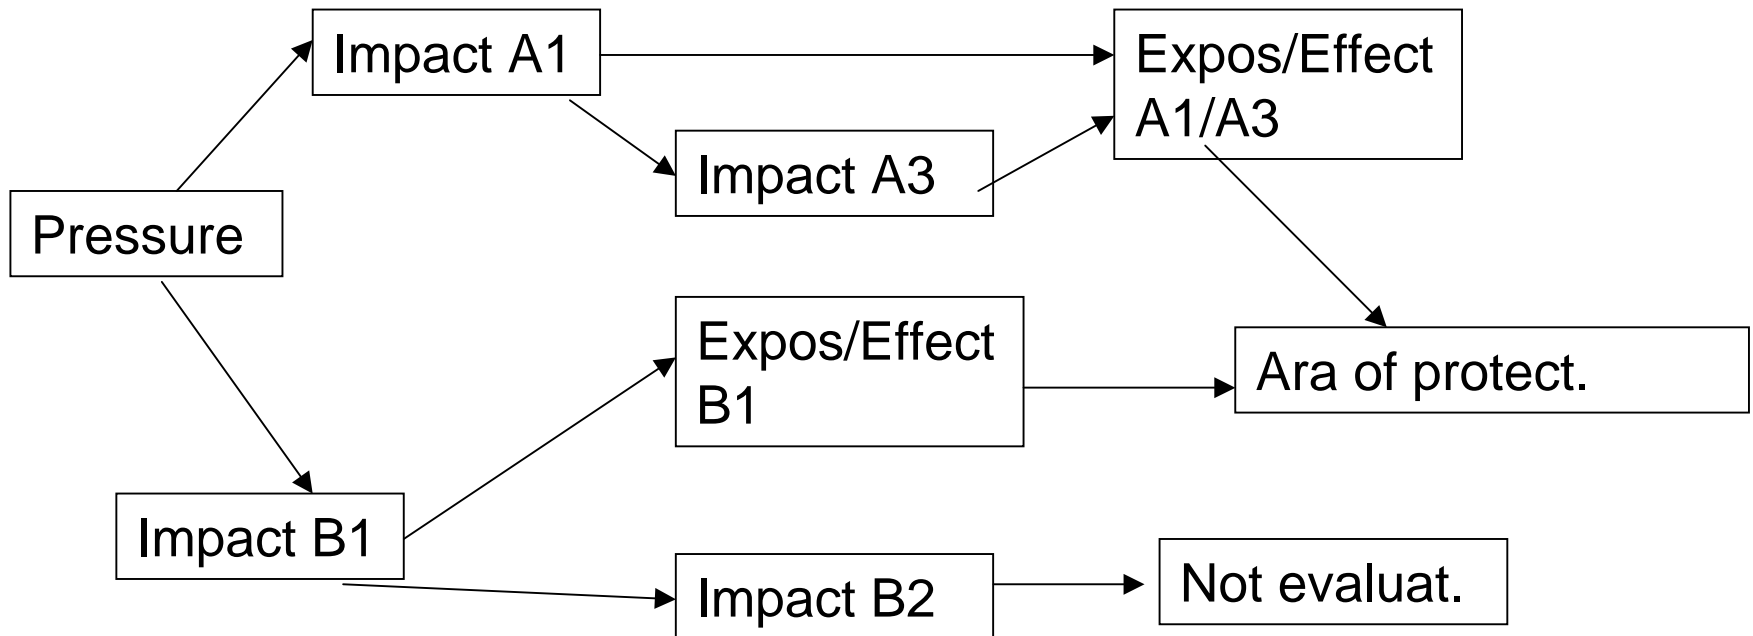 Impact A1
Expos/Effect
A1/A3
Impact A3
Pressure
Expos/Effect
B1
Ara of protect.
Impact B1
Impact B2
Not evaluat.